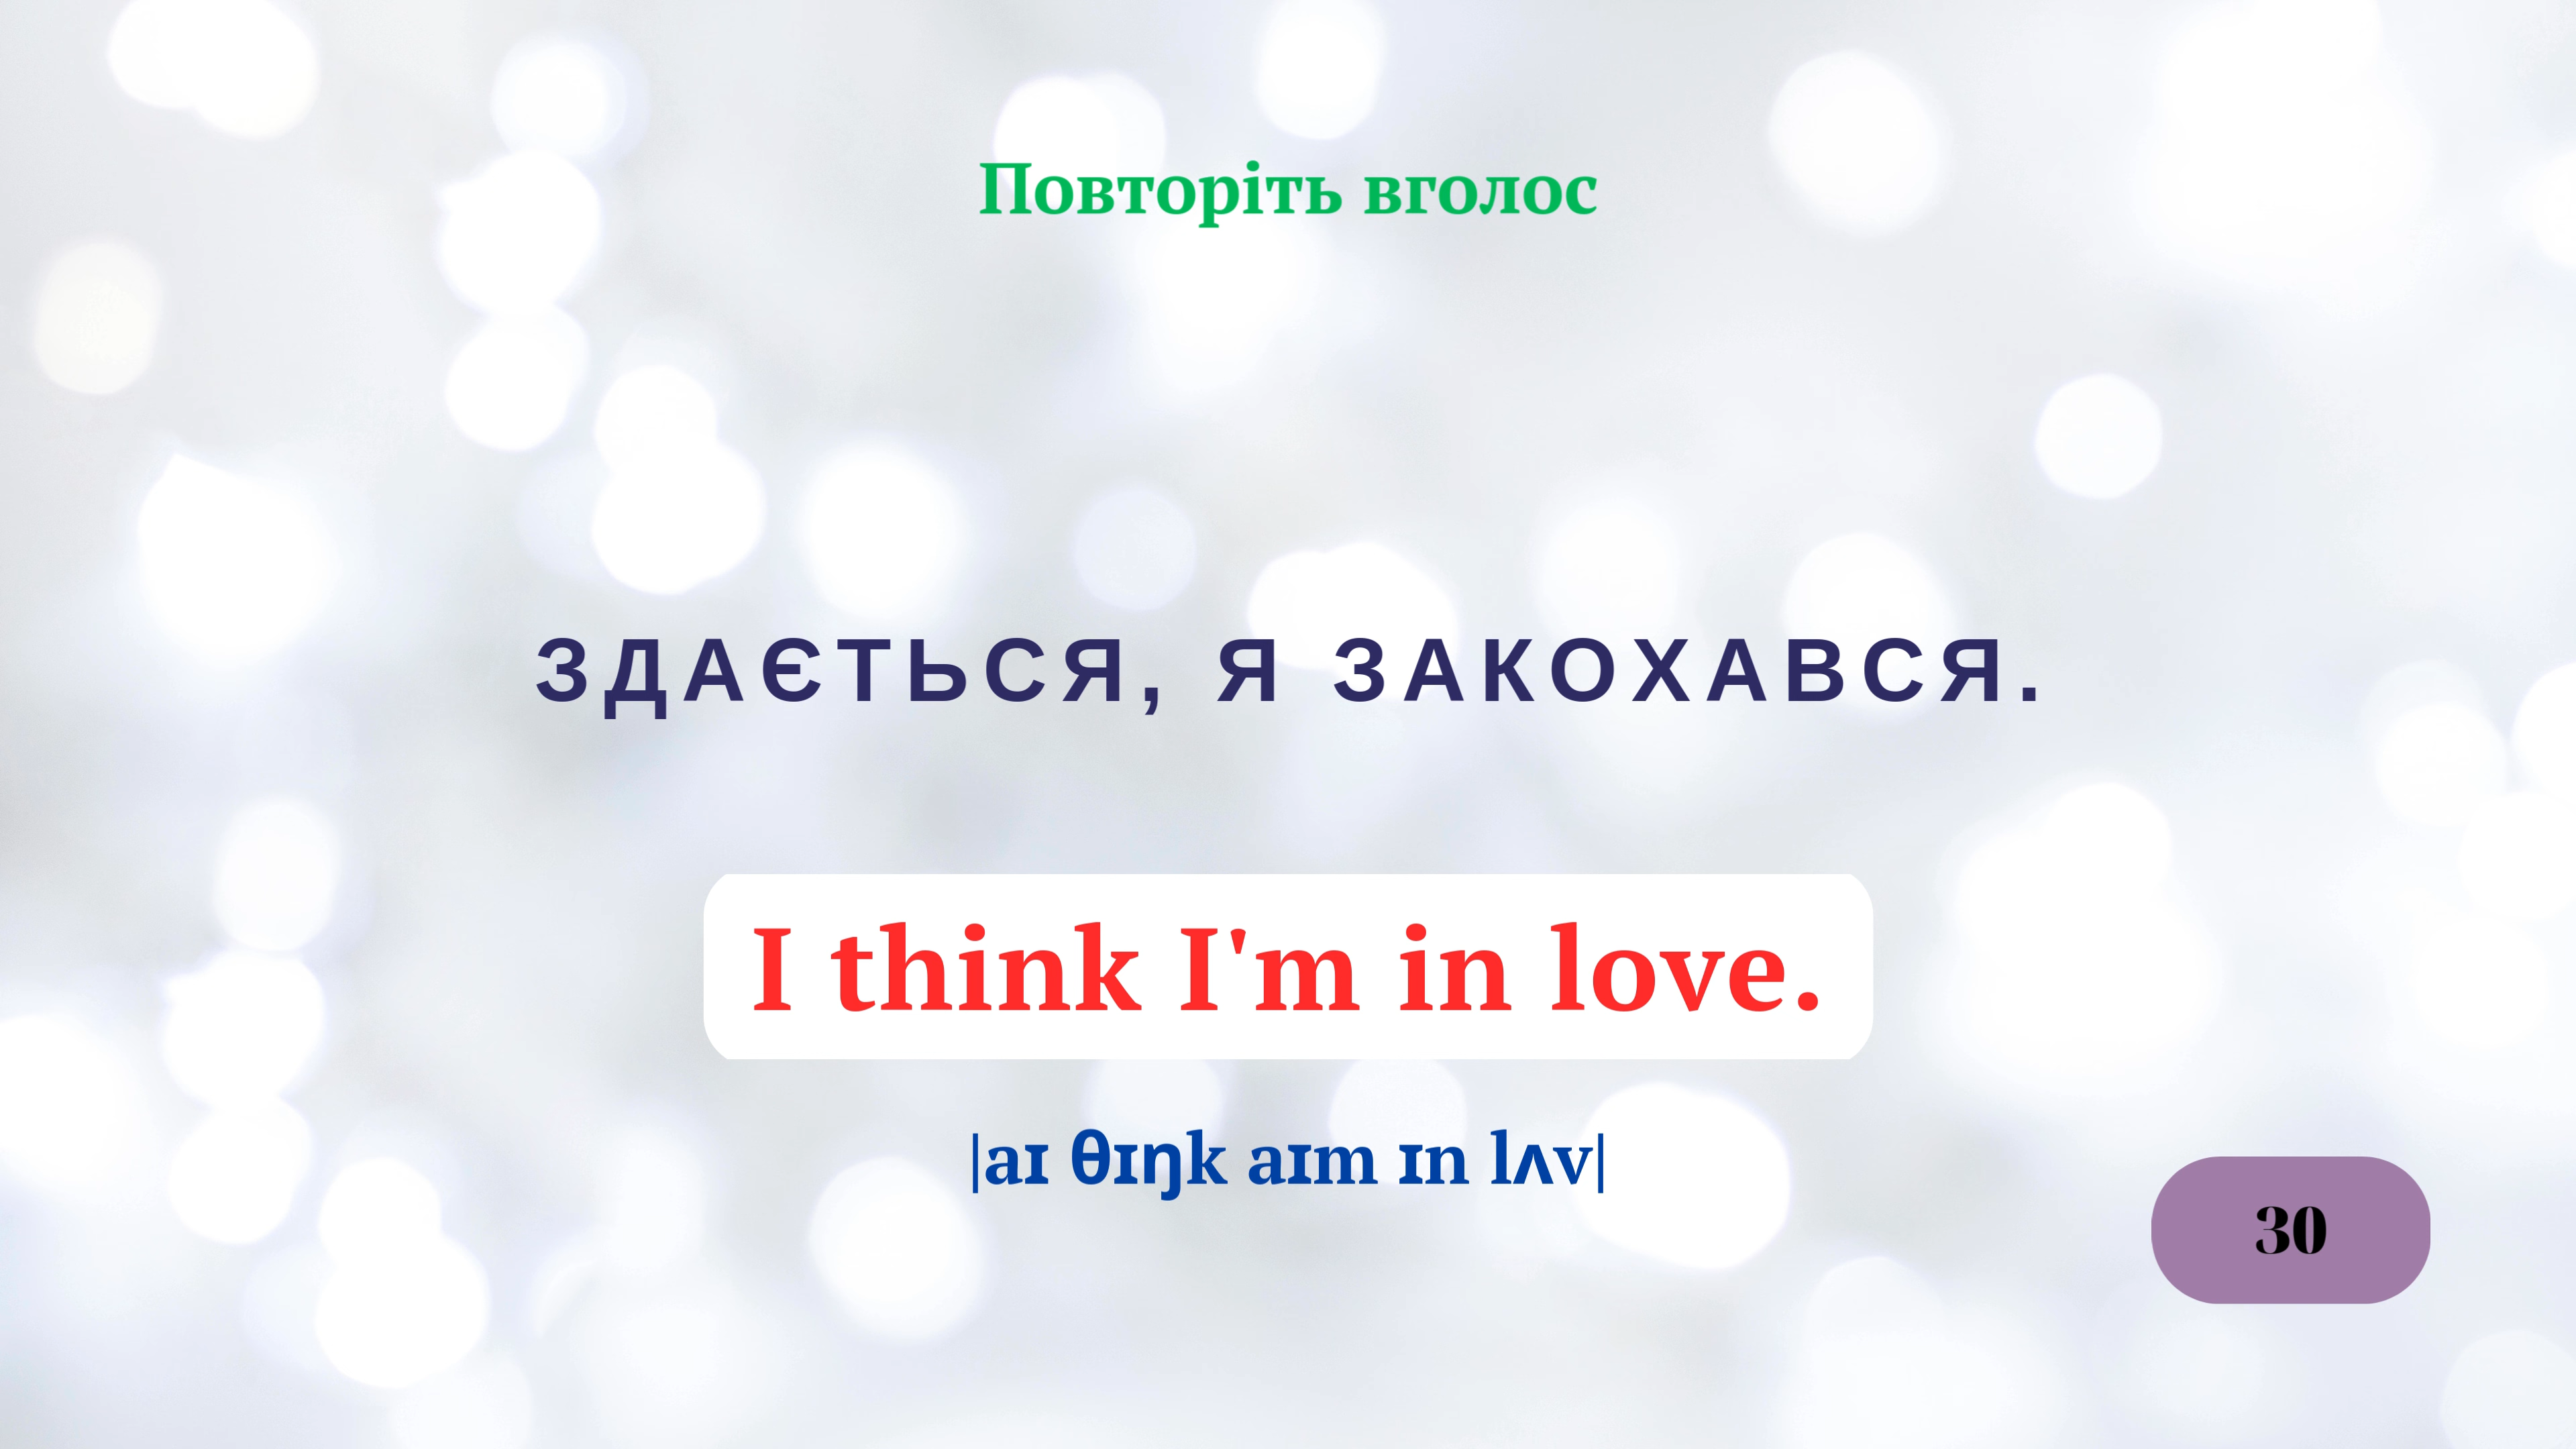 Повторіть вголос
ЗДАЄТЬСЯ, Я ЗАКОХАВСЯ.
I think I'm in love.
|aɪ θɪŋk aɪm ɪn lʌv|
30